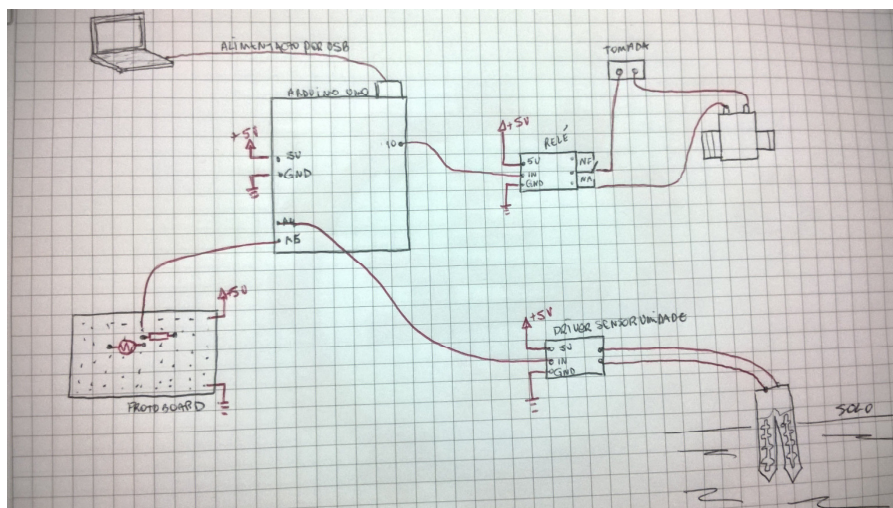 ALIMENTAÇÃO POR USB
ARDUINO UNO
+5V
5V
GND
10
A4
A5
+5V
PROTOBOARD
TOMADA
+5V
RELÉ
5V
IN
GND
NF
NA
+5V
DRIVER SENSOR UMIDADE
5V
IN
GND
SOLO